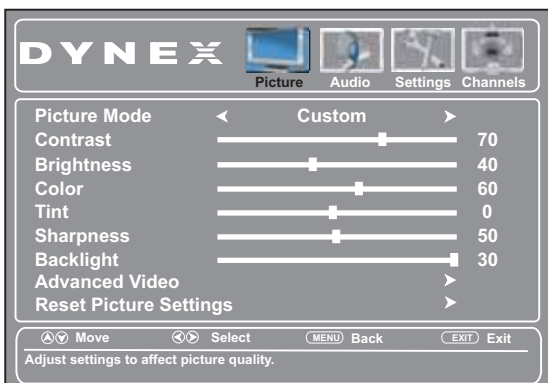 DYNEX
Picture Audio Settings Channels
Picture Mode Custom
Contrast 70
Brightness 40
Color 60
Tint 0
Sharpness 50
Backlight 30
Advanced Video
Reset Picture Settings
Move Select MENU Back EXIT Exit
Adjust settings to affect picture quality.